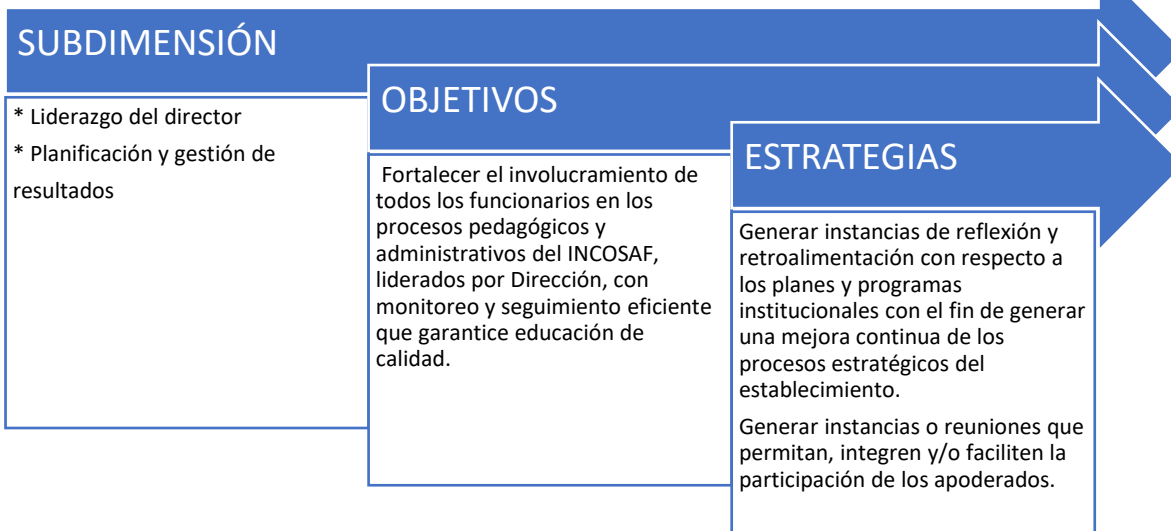 SUBDIMENSIÓN
* Liderazgo del director
* Planificación y gestión de
resultados
OBJETIVOS
Fortalecer el involucramiento de
todos los funcionarios en los
procesos pedagógicos y
administrativos del INCOSAF,
liderados por Dirección, con
monitoreo y seguimiento eficiente
que garantice educación de
calidad.
ESTRATEGIAS
Generar instancias de reflexión y
retroalimentación con respecto a
los planes y programas
institucionales con el fin de generar
una mejora continua de los
procesos estratégicos del
establecimiento.
Generar instancias o reuniones que
permitan, integren y/o faciliten la
participación de los apoderados.